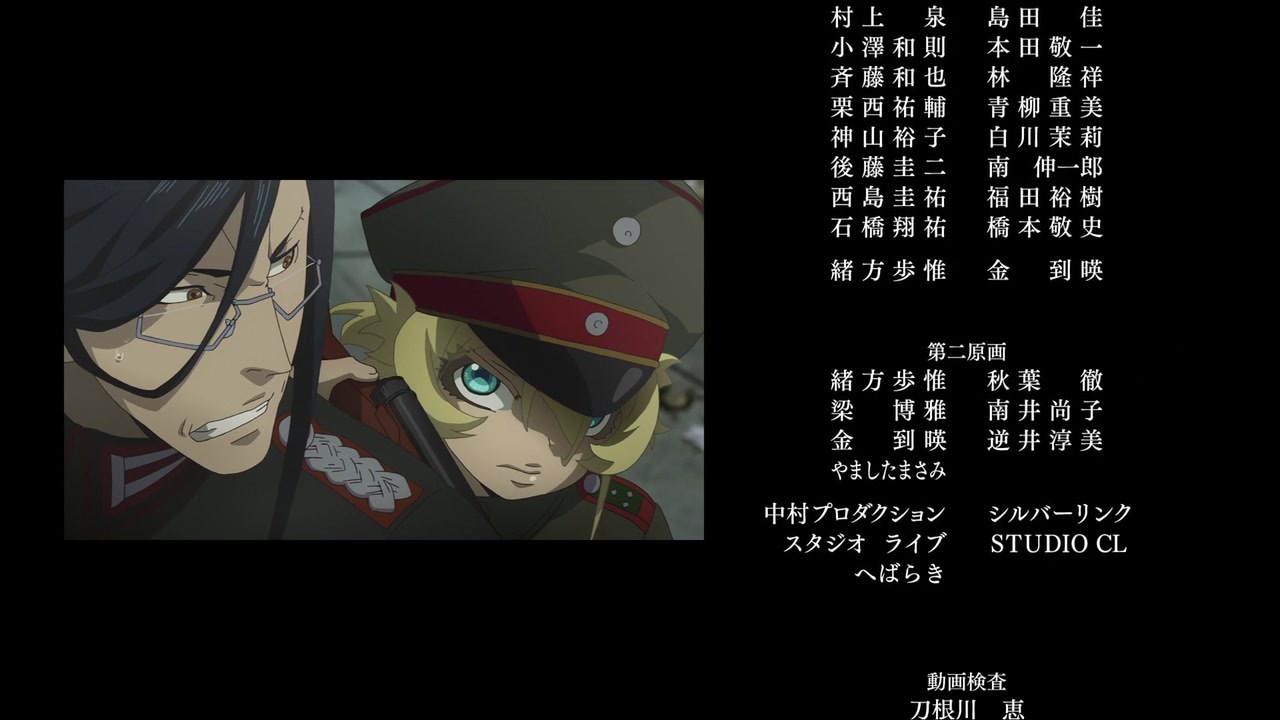 村上 泉 島田 佳
小澤和則 本田敬一
斉藤和也 林 隆祥
栗西祐輔 青柳重美
神山裕子 白川茉莉
後藤圭二 南 伸一郎
西島圭祐 福田裕樹
石橋翔祐 橋本敬史
緒方歩惟 金 到暎
第二原画
緒方歩惟 秋葉 徹
梁 博雅 南井尚子
金 到暎 逆井淳美
やましたまさみ
中村プロダクション シルバーリンク
スタジオ ライブ STUDIO CL
へばらき
動画検査
刀根川 恵